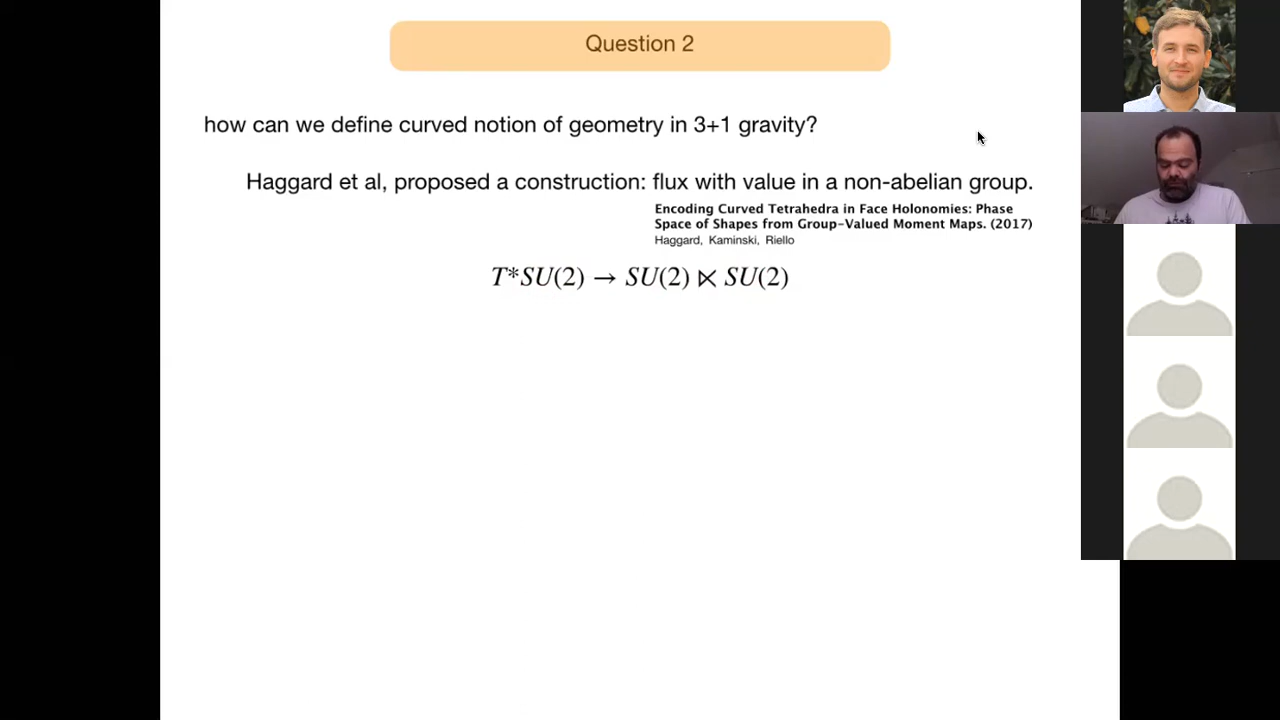 Question 2
how can we define curved notion of geometry in 3+1 gravity?
Haggard et al, proposed a construction: flux with value in a non-abelian group.
Encoding Curved Tetrahedra in Face Holonomies: Phase
Space of Shapes from Group-Valued Moment Maps. (2017)
Haggard, Kaminski, Riello
T*SU(2) → SU(2) ⋉ SU(2)